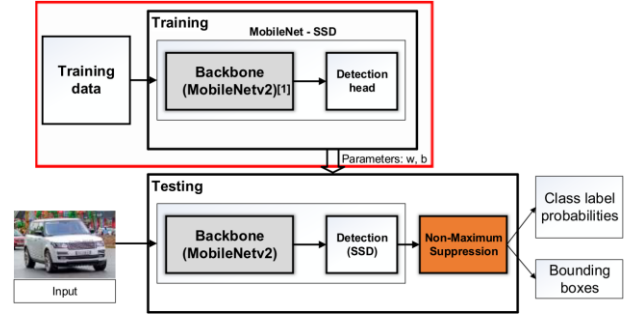 Training
MobileNet - SSD
Training
data
Backbone
(MobileNetv2)[1]
Detection
head
Parameters: w, b
Testing
Backbone
(MobileNetv2)
Detection
(SSD)
Non-Maximum
Suppression
Class label
probabilities
Bounding
boxes
Input